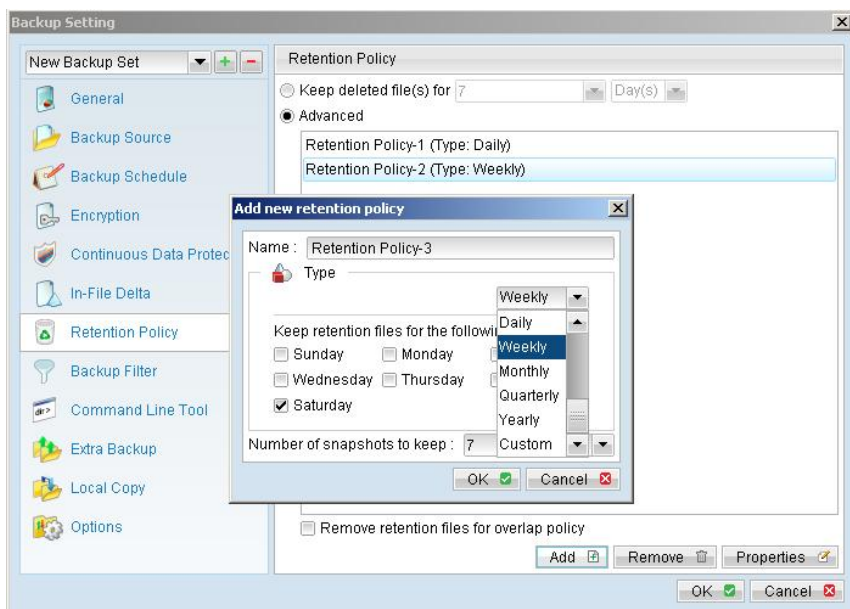 Backup Setting
New Backup Set
General
Backup Source
Backup Schedule
Encryption
Continuous Data Protec
In-File Delta
Retention Policy
Backup Filter
Command Line Tool
Extra Backup
Local Copy
Options
Retention Policy
Keep deleted file(s) for 7 Day(s)
Advanced
Retention Policy-1 (Type: Daily)
Retention Policy-2 (Type: Weekly)
Add new retention policy
Name : Retention Policy-3
Type
Weekly
Keep retention files for the followi
Sunday Monday
Wednesday Thursday
Saturday
Daily
Weekly
Monthly
Quarterly
Yearly
Custom
Number of snapshots to keep : 7
OK Cancel
Remove retention files for overlap policy
Add Remove Properties
OK Cancel